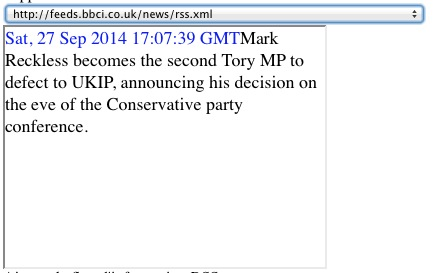 http://feeds.bbci.co.uk/news/rss.xml
Sat, 27 Sep 2014 17:07:39 GMTMark
Reckless becomes the second Tory MP to
defect to UKIP, announcing his decision on
the eve of the Conservative party
conference.